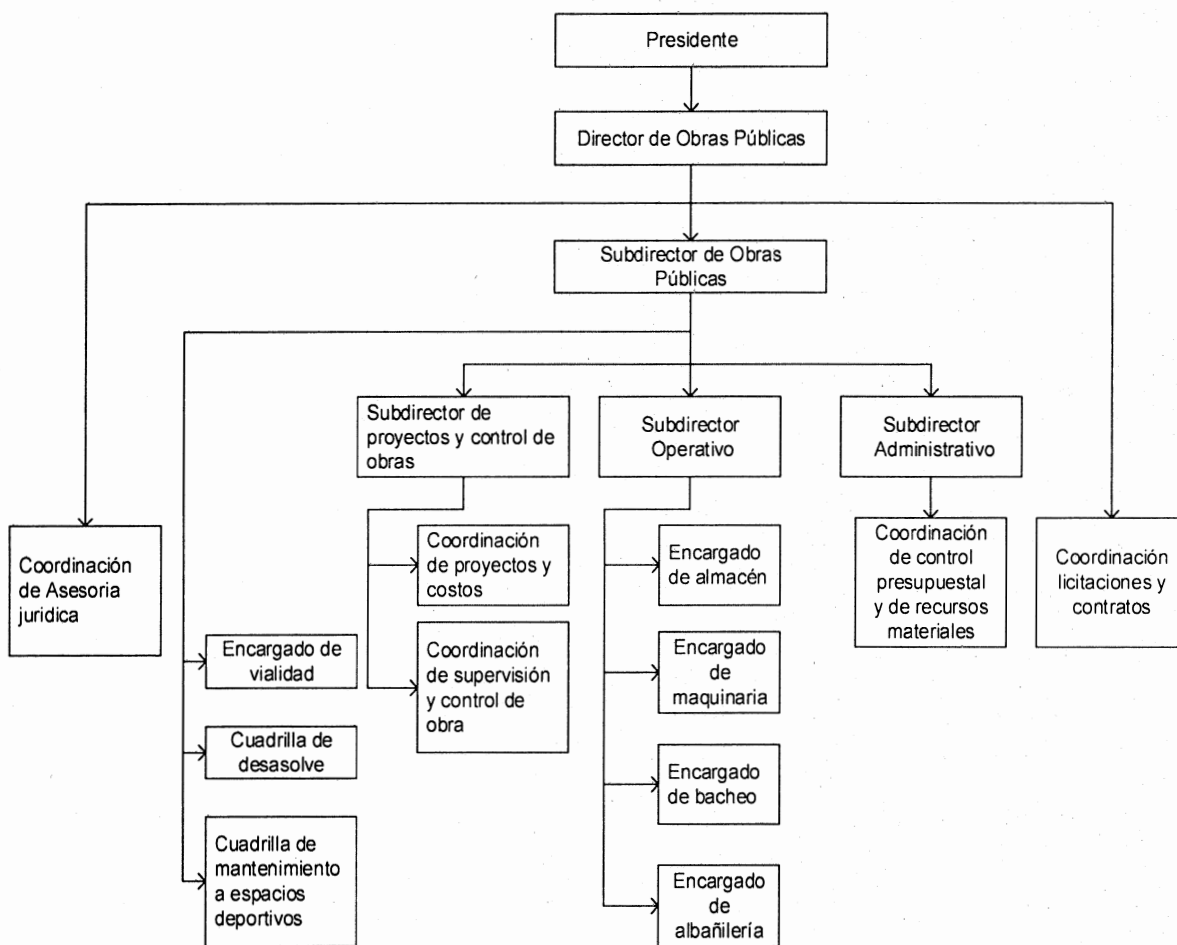 Presidente
Director de Obras Públicas
Subdirector de Obras
Públicas
Subdirector de
proyectos y control de
obras
Subdirector
Operativo
Subdirector
Administrativo
Coordinación
de Asesoria
juridica
Coordinación
de proyectos y
costos
Encargado
de almacén
Coordinación
de control
presupuestal
y de recursos
materiales
Coordinación
licitaciones y
contratos
Encargado de
vialidad
Coordinación
de supervisión
y control de
obra
Encargado
de
maquinaria
Cuadrilla de
desasolve
Encargado
de bacheo
Cuadrilla de
mantenimiento
a espacios
deportivos
Encargado
de
albañilería